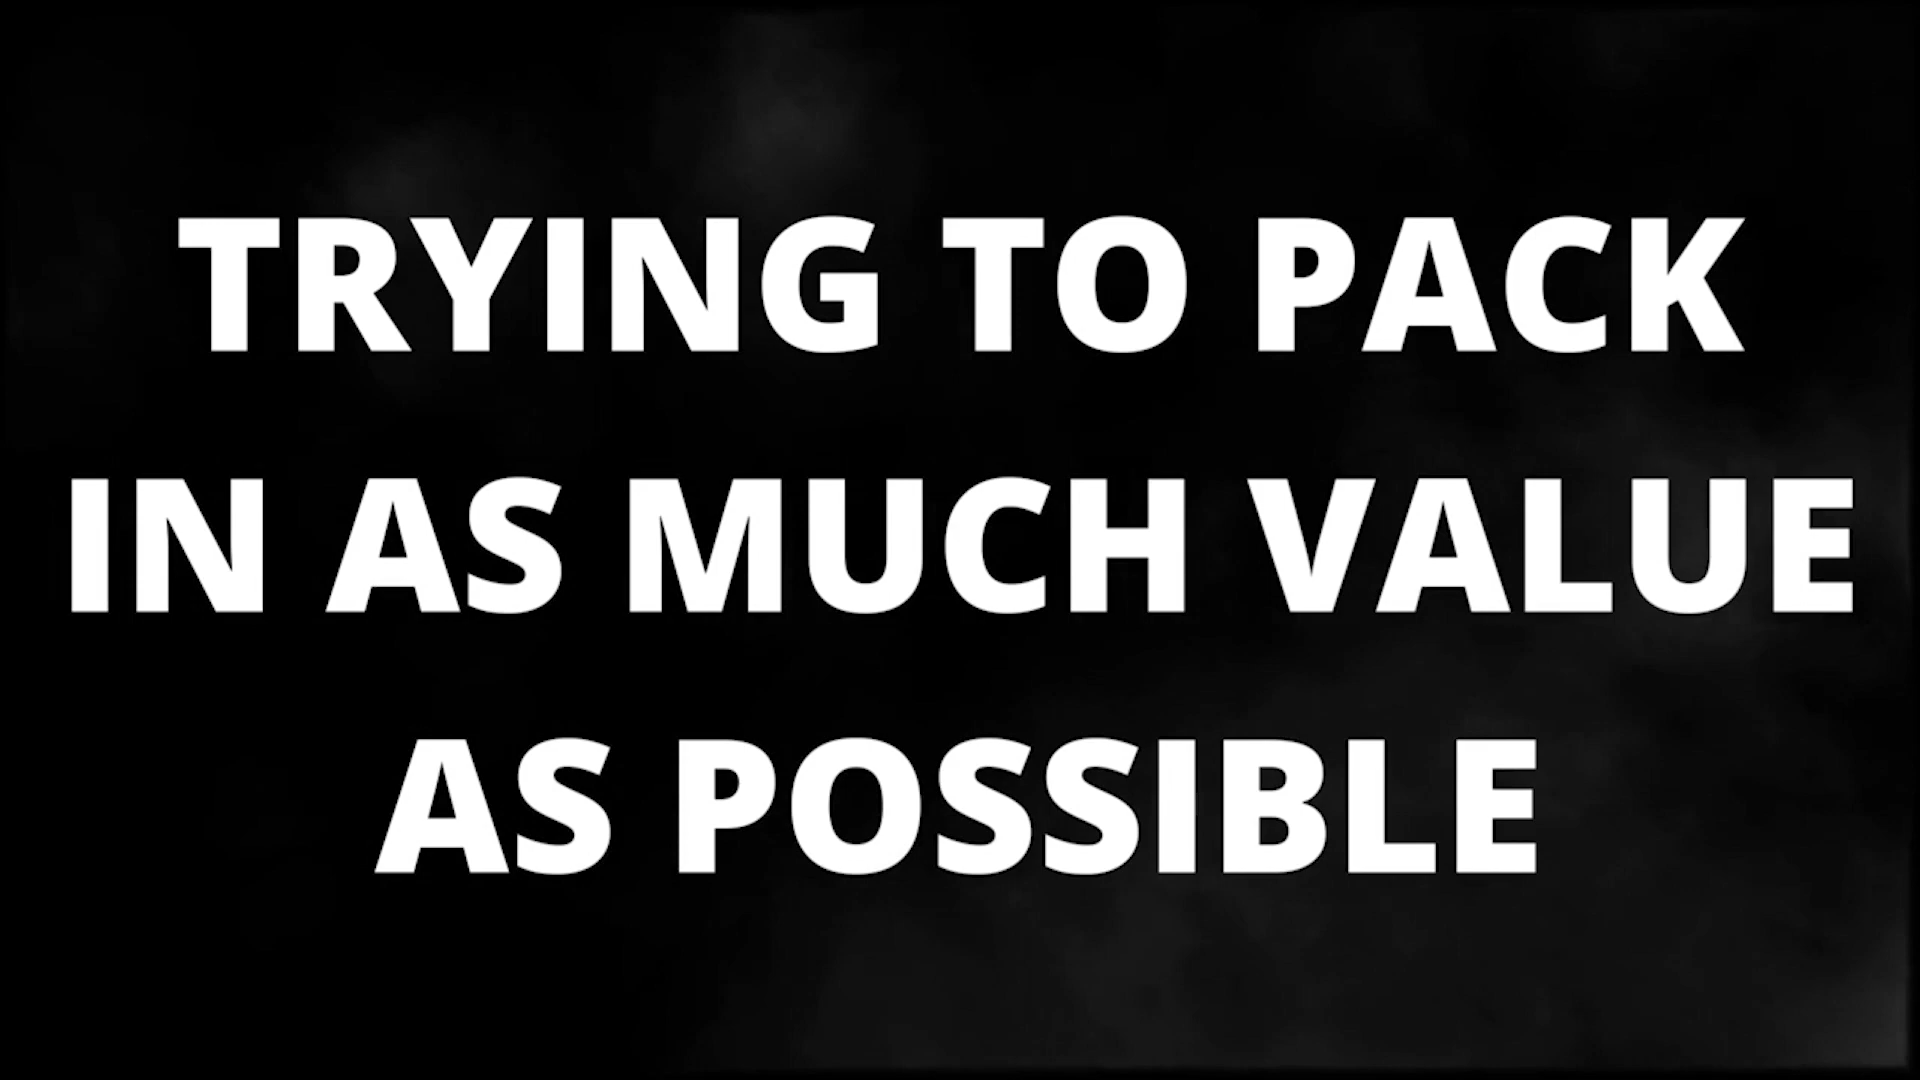 TRYING TO PACK
IN AS MUCH VALUE
AS POSSIBLE